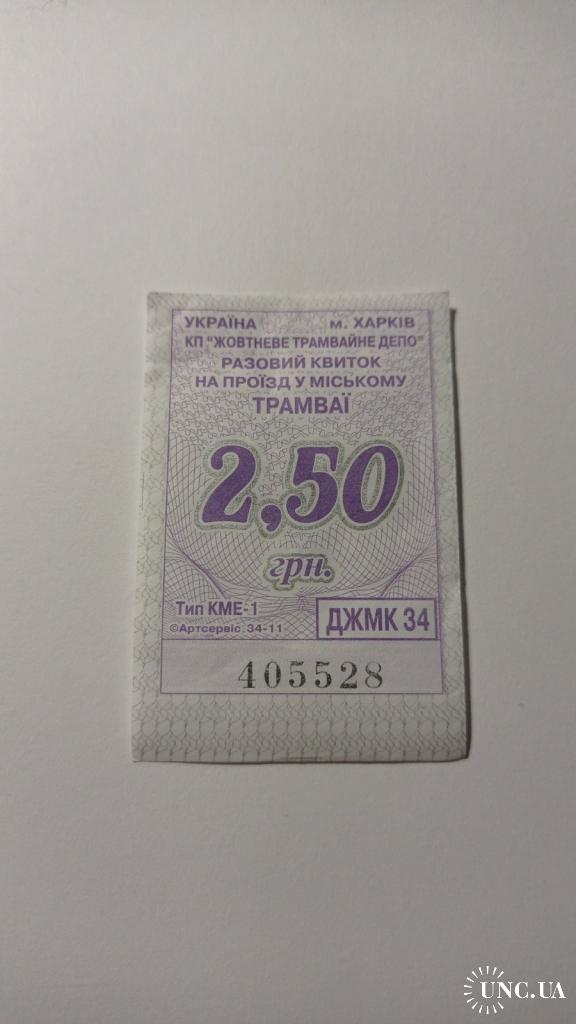 УКРАЇНА м. ХАРКІВ
КП "ЖОВТНЕВЕ ТРАМВАЙНЕ ДЕПО"
РАЗОВИЙ КВИТОК
НА ПРОЇЗД У МІСЬКОМУ
ТРАМВАЇ
2,50
грн.
Тип КМЕ-1
©Артсервіс 34-11
ДЖМК 34
405528
UNC.UA